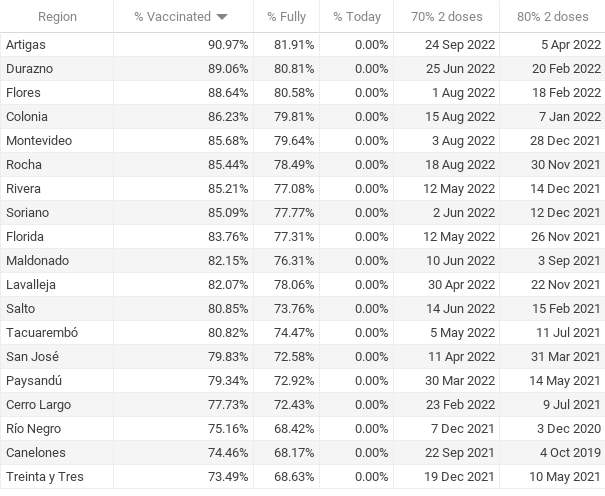 Region % Vaccinated % Fully % Today 70% 2 doses 80% 2 doses
Artigas 90.97% 81.91% 0.00% 24 Sep 2022 5 Apr 2022
Durazno 89.06% 80.81% 0.00% 25 Jun 2022 20 Feb 2022
Flores 88.64% 80.58% 0.00% 1 Aug 2022 18 Feb 2022
Colonia 86.23% 79.81% 0.00% 15 Aug 2022 7 Jan 2022
Montevideo 85.68% 79.64% 0.00% 3 Aug 2022 28 Dec 2021
Rocha 85.44% 78.49% 0.00% 18 Aug 2022 30 Nov 2021
Rivera 85.21% 77.08% 0.00% 12 May 2022 14 Dec 2021
Soriano 85.09% 77.77% 0.00% 2 Jun 2022 12 Dec 2021
Florida 83.76% 77.31% 0.00% 12 May 2022 26 Nov 2021
Maldonado 82.15% 76.31% 0.00% 10 Jun 2022 3 Sep 2021
Lavalleja 82.07% 78.06% 0.00% 30 Apr 2022 22 Nov 2021
Salto 80.85% 73.76% 0.00% 14 Jun 2022 15 Feb 2021
Tacuarembó 80.82% 74.47% 0.00% 5 May 2022 11 Jul 2021
San José 79.83% 72.58% 0.00% 11 Apr 2022 31 Mar 2021
Paysandú 79.34% 72.92% 0.00% 30 Mar 2022 14 May 2021
Cerro Largo 77.73% 72.43% 0.00% 23 Feb 2022 9 Jul 2021
Río Negro 75.16% 68.42% 0.00% 7 Dec 2021 3 Dec 2020
Canelones 74.46% 68.17% 0.00% 22 Sep 2021 4 Oct 2019
Treinta y Tres 73.49% 68.63% 0.00% 19 Dec 2021 10 May 2021